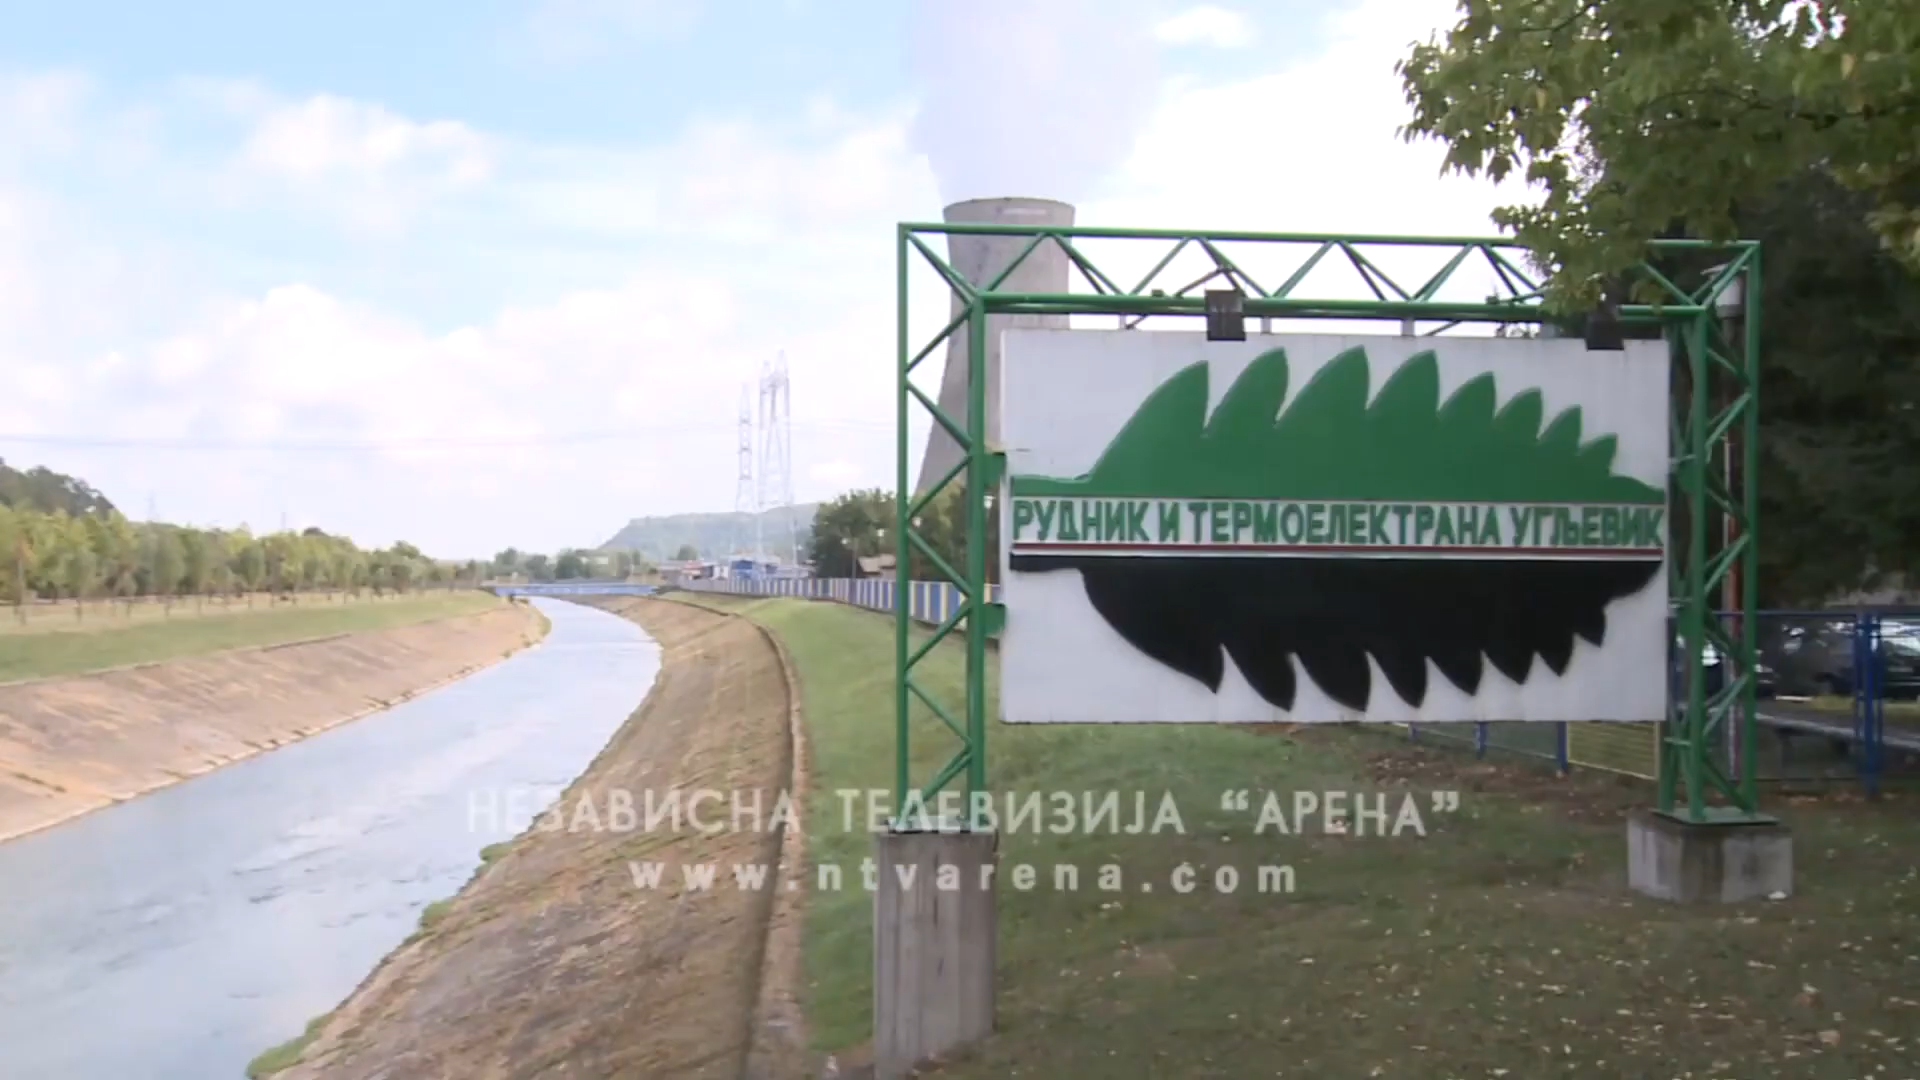 РУДНИК И ТЕРМОЕЛЕКТРАНА УГЉЕВИК
НЕЗАВИСНА ТЕЛЕВИЗИЈА “АРЕНА”
www.ntvarena.com